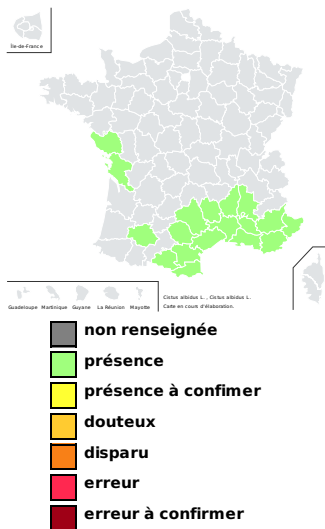 Île-de-France
Guadeloupe Martinique Guyane La Réunion Mayotte
Cistus albidus L. , Cistus albidus L.
Carte en cours d'élaboration.
non renseignée
présence
présence à confimer
douteux
disparu
erreur
erreur à confirmer